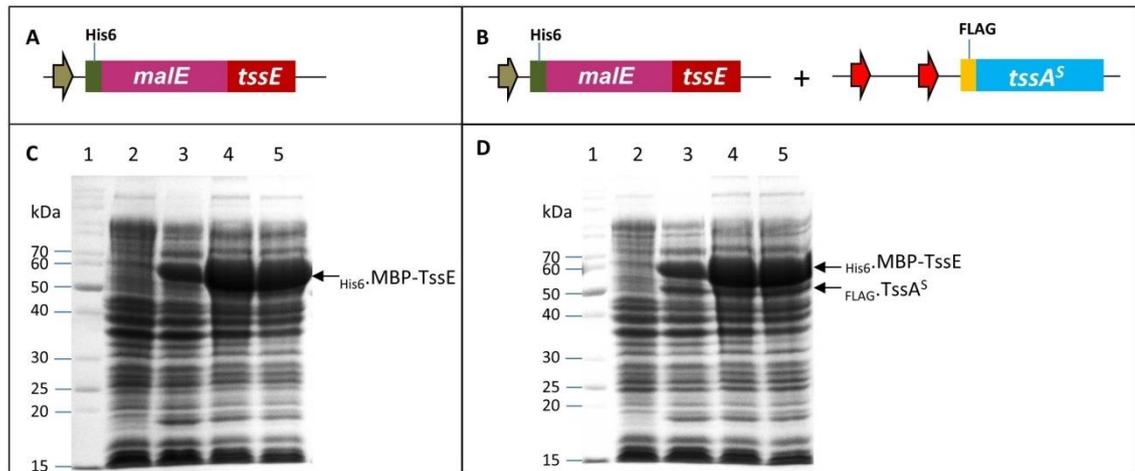 A
His6
malE tssE
B
His6
malE tssE
+
FLAG
tssAS
C
1 2 3 4 5
kDa
70
60
50
40
30
25
20
15
His6.MBP-TssE
D
1 2 3 4 5
kDa
70
60
50
40
30
25
20
15
His6.MBP-TssE
FLAG.TssAS